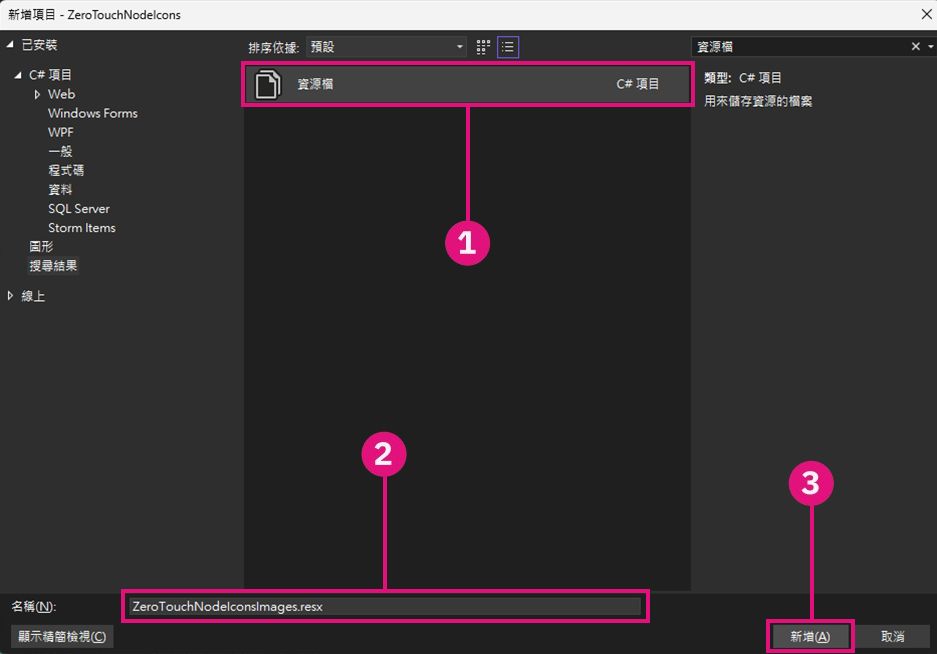 新增項目 - ZeroTouchNodeIcons
已安裝
排序依據: 預設
資源檔
C# 項目
Web
Windows Forms
WPF
一般
程式碼
資料
SQL Server
Storm Items
圖形
搜尋結果
線上
資源檔 C# 項目
類型: C# 項目
用來儲存資源的檔案
1
2
3
名稱(N): ZeroTouchNodeIconsImages.resx
顯示精簡檢視(C)
新增(A)
取消